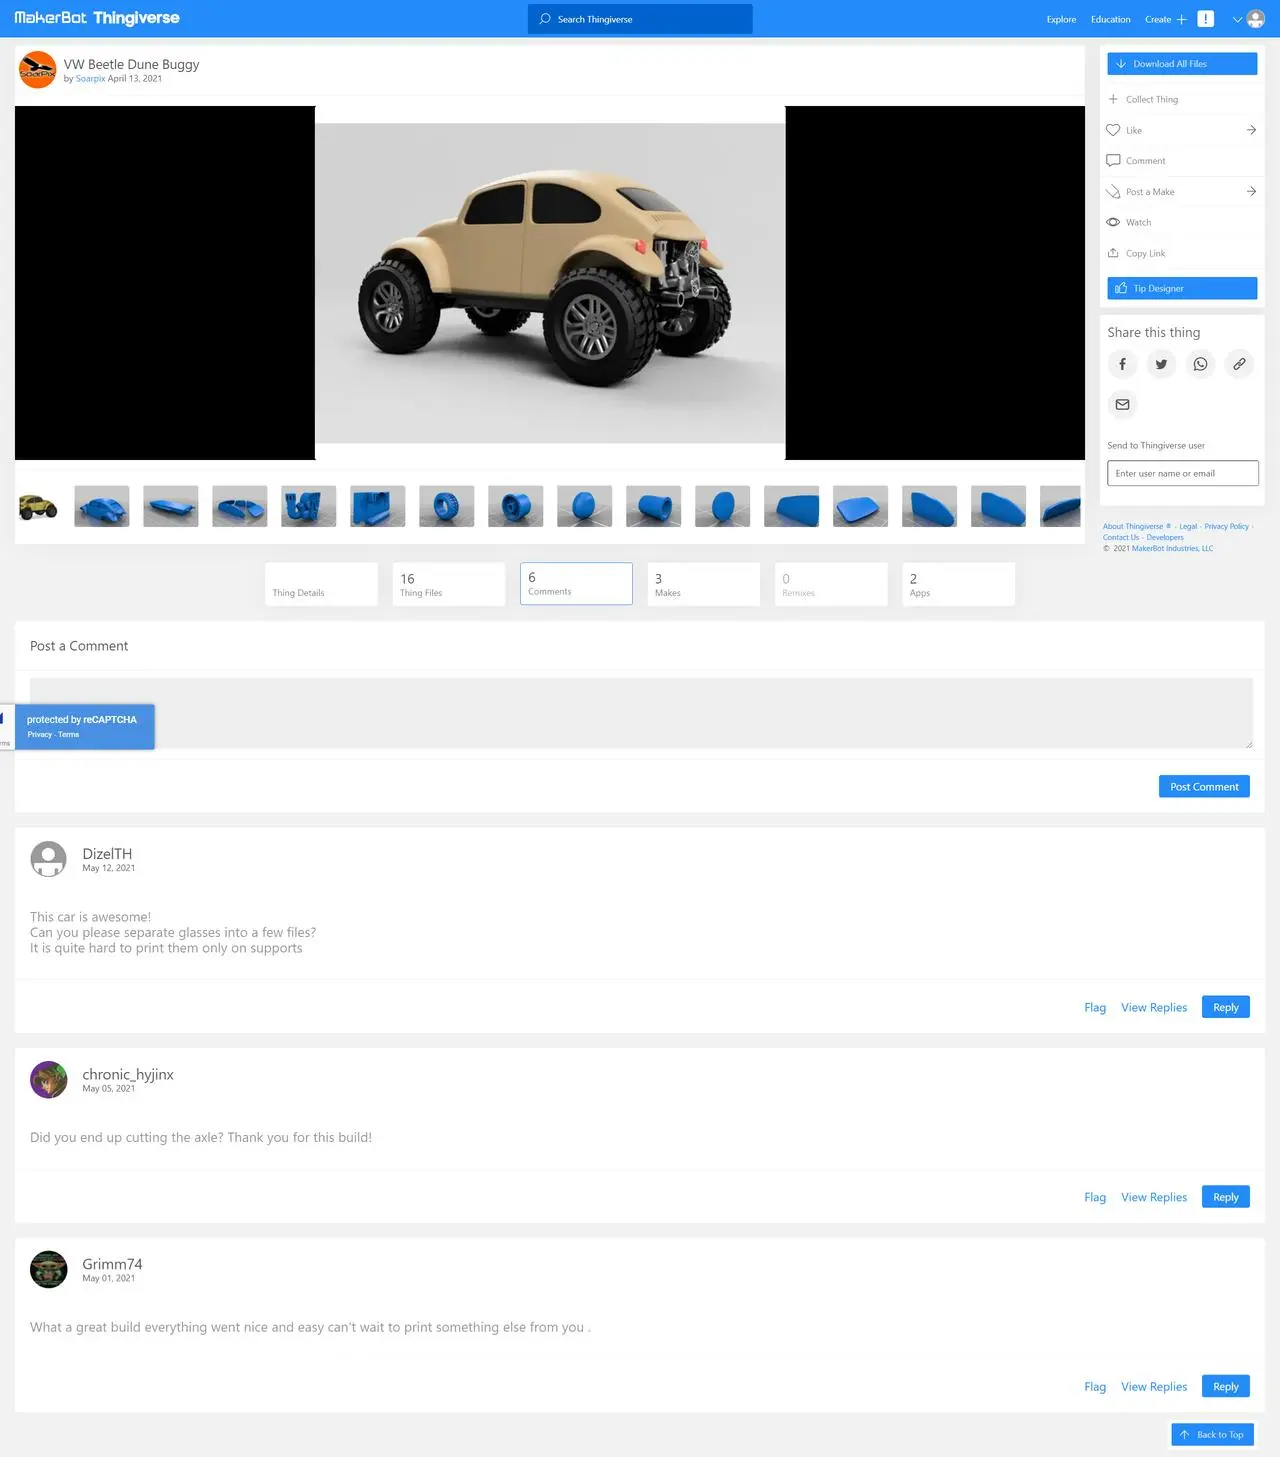 MakerBot Thingiverse
Search Thingiverse
Explore
Education
Create
SoarPix
VW Beetle Dune Buggy
by Soarpix April 13, 2021
Download All Files
Collect Thing
Like
Comment
Post a Make
Watch
Copy Link
Tip Designer
Share this thing
Send to Thingiverse user
Enter user name or email
About Thingiverse ® · Legal · Privacy Policy ·
Contact Us · Developers
© 2021 MakerBot Industries, LLC
Thing Details
16
Thing Files
6
Comments
3
Makes
0
Remixes
2
Apps
Post a Comment
protected by reCAPTCHA
Privacy - Terms
rms
Post Comment
DizelTH
May 12, 2021
This car is awesome!
Can you please separate glasses into a few files?
It is quite hard to print them only on supports
Flag
View Replies
Reply
chronic_hyjinx
May 05, 2021
Did you end up cutting the axle? Thank you for this build!
Flag
View Replies
Reply
Grimm74
May 01, 2021
What a great build everything went nice and easy can't wait to print something else from you .
Flag
View Replies
Reply
Back to Top